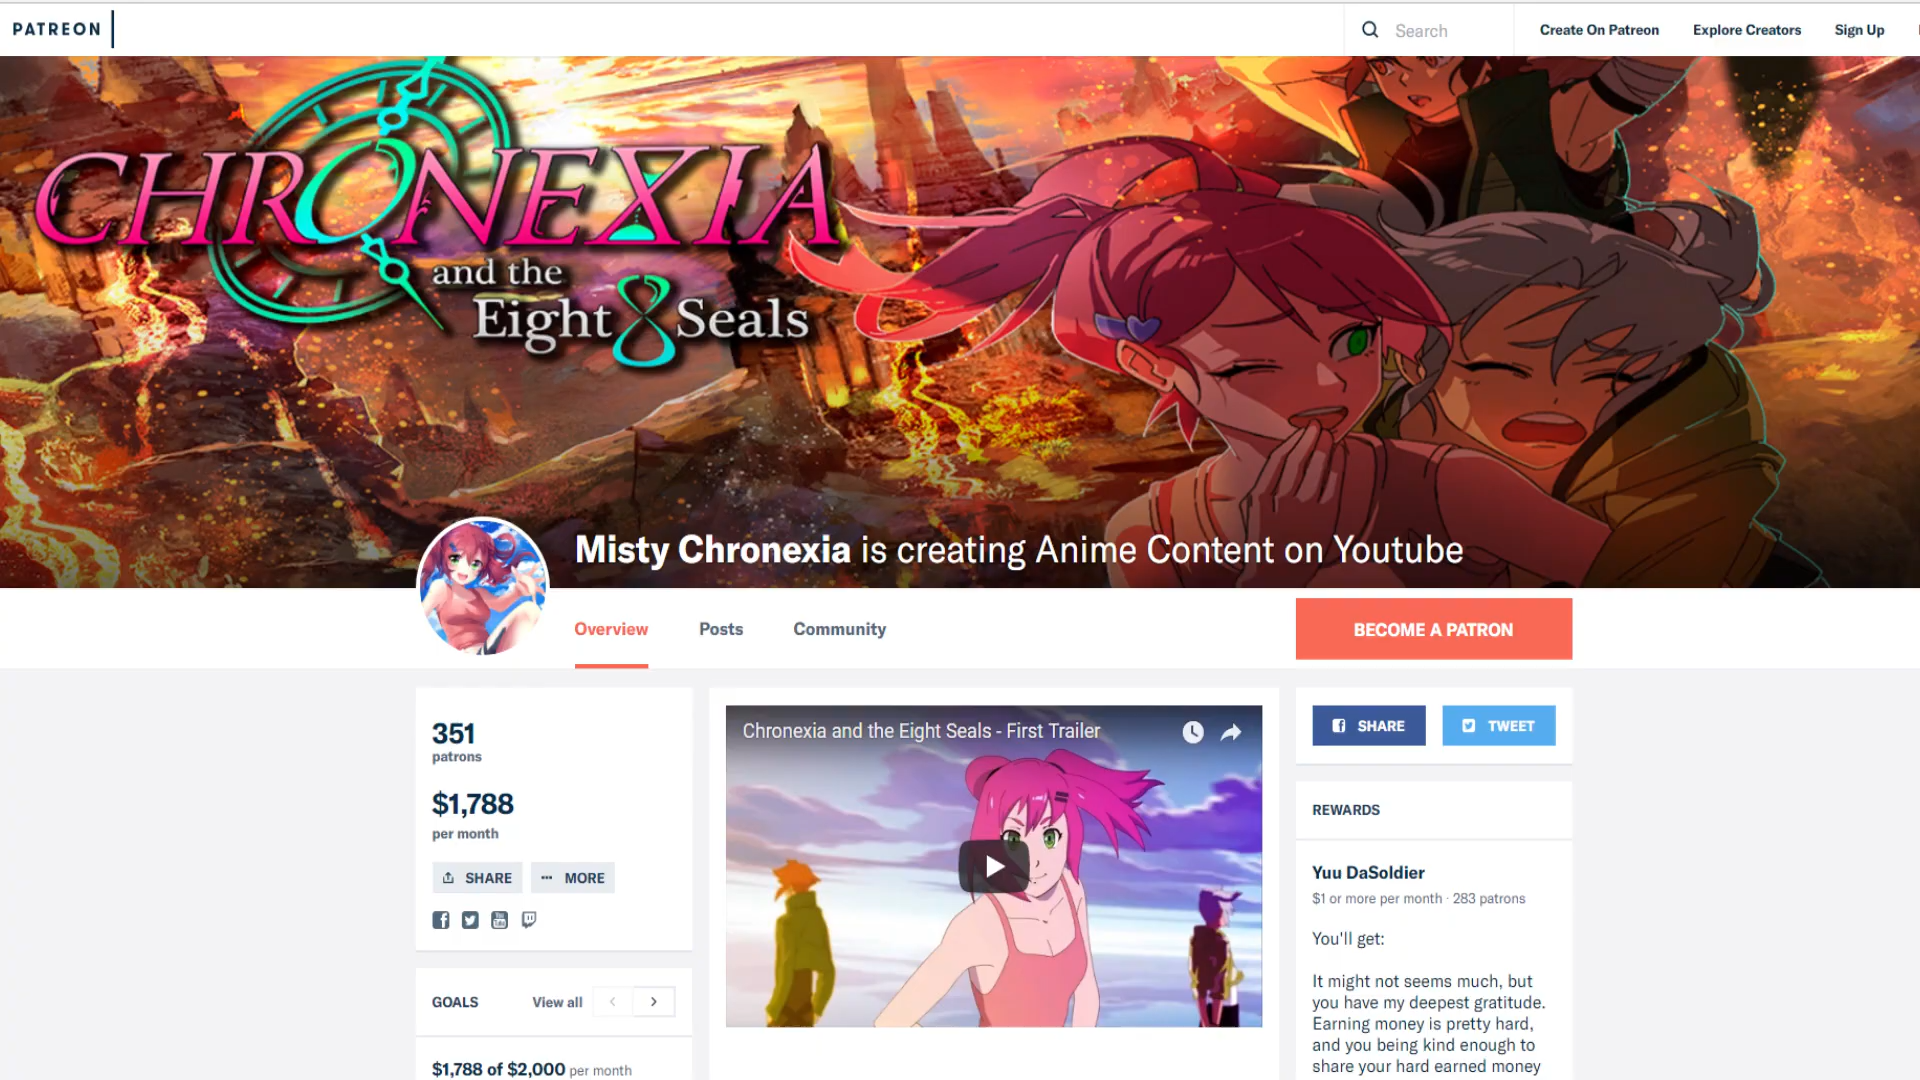 PATREON
Search
Create On Patreon
Explore Creators
Sign Up
CHRONEXIA
and the
Eight 8 Seals
Misty Chronexia is creating Anime Content on Youtube
Overview
Posts
Community
BECOME A PATRON
351
patrons
$1,788
per month
SHARE
MORE
GOALS
View all
$1,788 of $2,000 per month
Chronexia and the Eight Seals - First Trailer
SHARE
TWEET
REWARDS
Yuu DaSoldier
$1 or more per month · 283 patrons
You'll get:
It might not seems much, but
you have my deepest gratitude.
Earning money is pretty hard,
and you being kind enough to
share your hard earned money